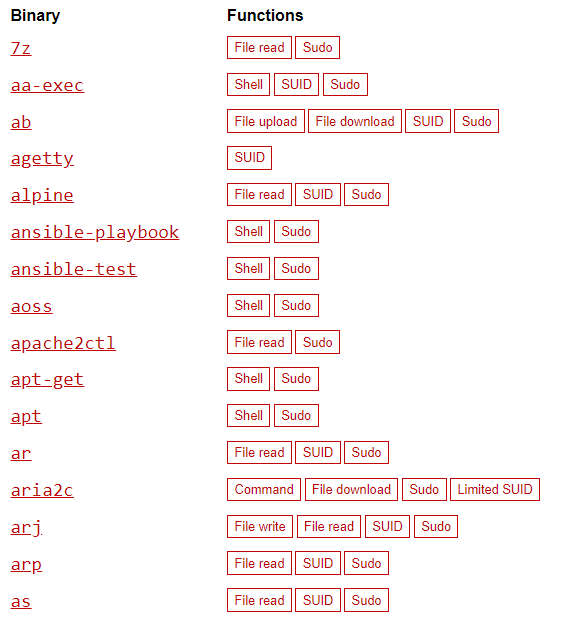 Binary Functions
7z File read Sudo
aa-exec Shell SUID Sudo
ab File upload File download SUID Sudo
agetty SUID
alpine File read SUID Sudo
ansible-playbook Shell Sudo
ansible-test Shell Sudo
aoss Shell Sudo
apache2ctl File read Sudo
apt-get Shell Sudo
apt Shell Sudo
ar File read SUID Sudo
aria2c Command File download Sudo Limited SUID
arj File write File read SUID Sudo
arp File read SUID Sudo
as File read SUID Sudo